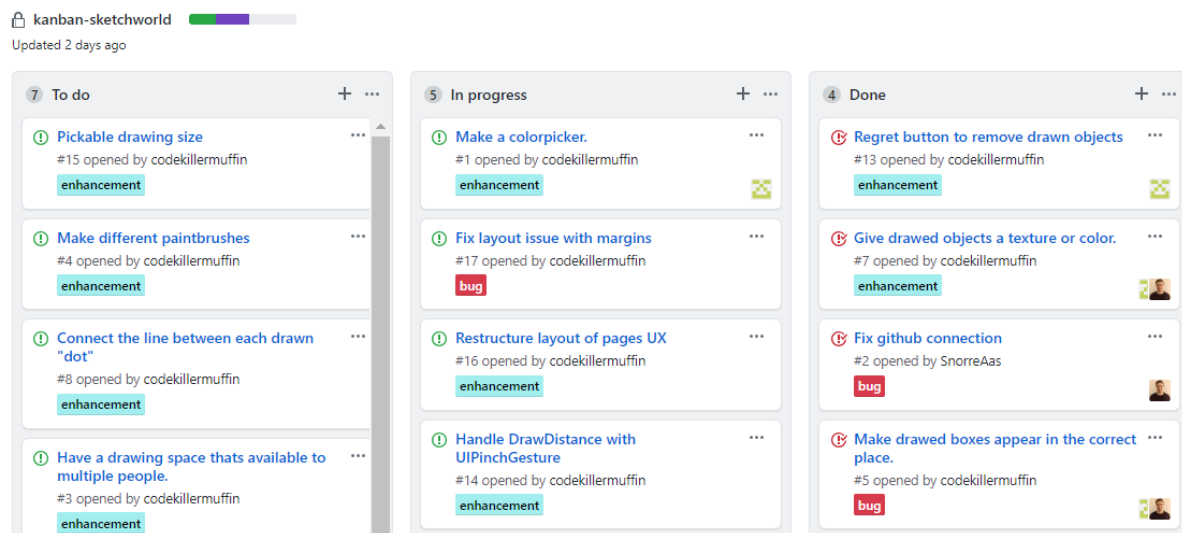 kanban-sketchworld
Updated 2 days ago
7 To do
Pickable drawing size
#15 opened by codekillermuffin
enhancement
Make different paintbrushes
#4 opened by codekillermuffin
enhancement
Connect the line between each drawn
"dot"
#8 opened by codekillermuffin
enhancement
Have a drawing space thats available to
multiple people.
#3 opened by codekillermuffin
enhancement
5 In progress
Make a colorpicker.
#1 opened by codekillermuffin
enhancement
Fix layout issue with margins
#17 opened by codekillermuffin
bug
Restructure layout of pages UX
#16 opened by codekillermuffin
enhancement
Handle DrawDistance with
UIPinchGesture
#14 opened by codekillermuffin
enhancement
4 Done
Regret button to remove drawn objects
#13 opened by codekillermuffin
enhancement
Give drawed objects a texture or color.
#7 opened by codekillermuffin
enhancement
Fix github connection
#2 opened by SnorreAas
bug
Make drawed boxes appear in the correct
place.
#5 opened by codekillermuffin
bug